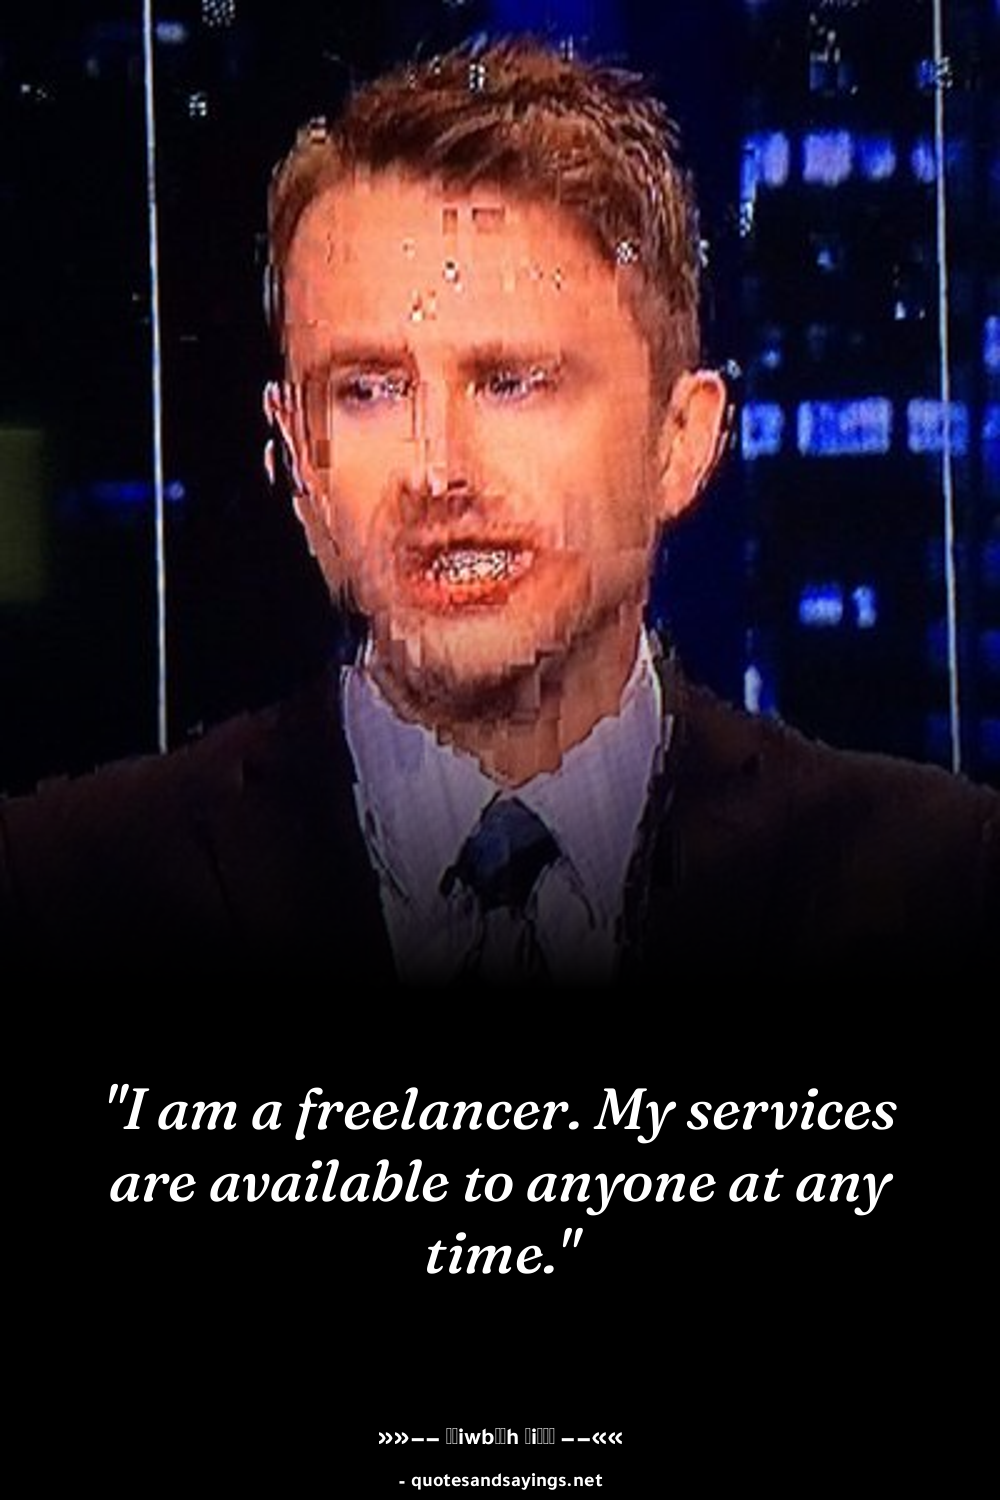 "I am a freelancer. My services
are available to anyone at any
time."
- quotesandsayings.net